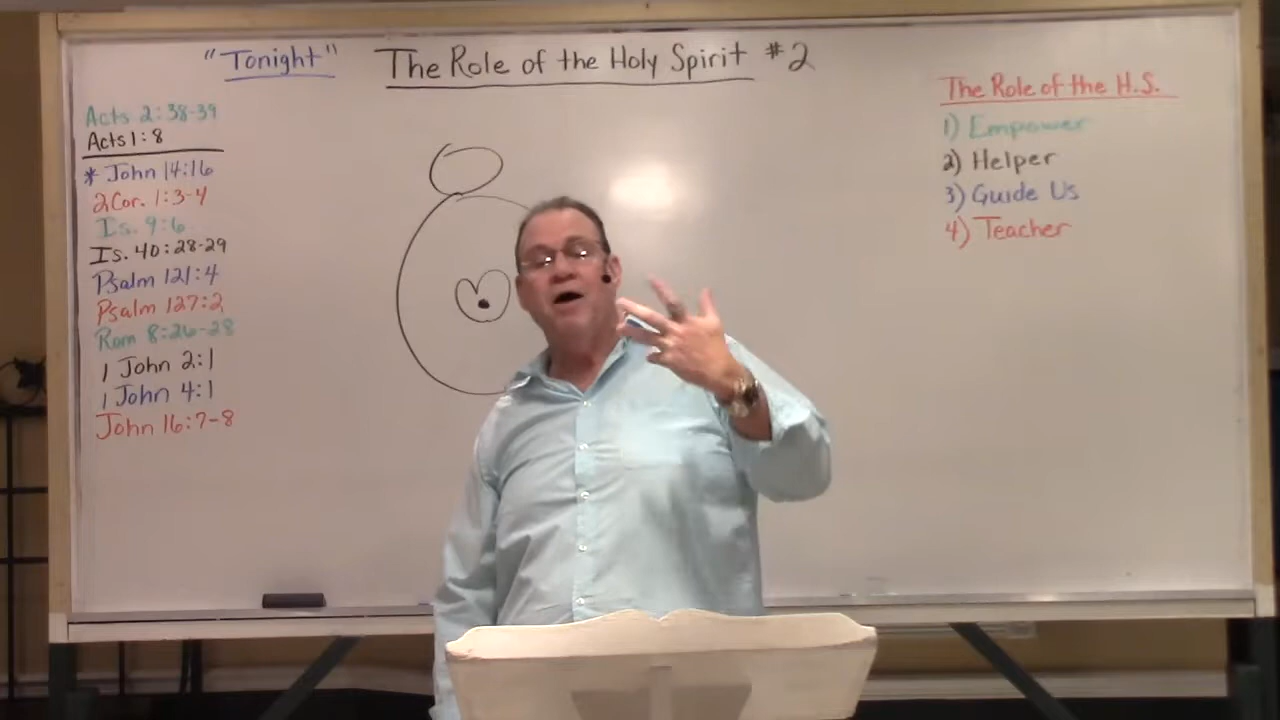 "Tonight" The Role of the Holy Spirit #2
Acts 2:38-39
Acts 1:8
* John 14:16
2Cor. 1:3-4
Is. 9:6
Is. 40:28-29
Psalm 121:4
Psalm 127:2
Rom 8:26-28
1 John 2:1
1 John 4:1
John 16:7-8
The Role of the H.S.
1) Empower
2) Helper
3) Guide Us
4) Teacher